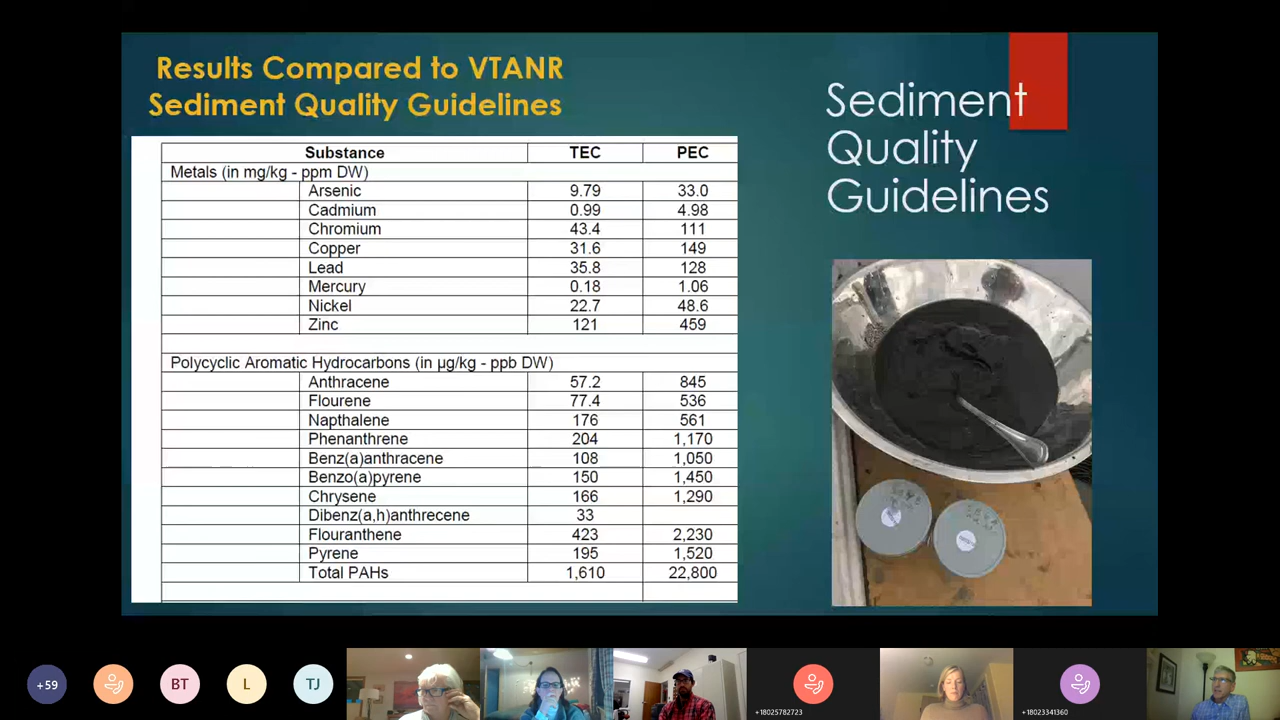 Results Compared to VTANR
Sediment Quality Guidelines
Sediment
Quality
Guidelines
Substance TEC PEC
Metals (in mg/kg - ppm DW)
Arsenic 9.79 33.0
Cadmium 0.99 4.98
Chromium 43.4 111
Copper 31.6 149
Lead 35.8 128
Mercury 0.18 1.06
Nickel 22.7 48.6
Zinc 121 459
Polycyclic Aromatic Hydrocarbons (in µg/kg - ppb DW)
Anthracene 57.2 845
Flourene 77.4 536
Napthalene 176 561
Phenanthrene 204 1,170
Benz(a)anthracene 108 1,050
Benzo(a)pyrene 150 1,450
Chrysene 166 1,290
Dibenz(a,h)anthrecene 33
Flouranthene 423 2,230
Pyrene 195 1,520
Total PAHs 1,610 22,800
+59
BT
L
TJ
+18025782723
+18023341360